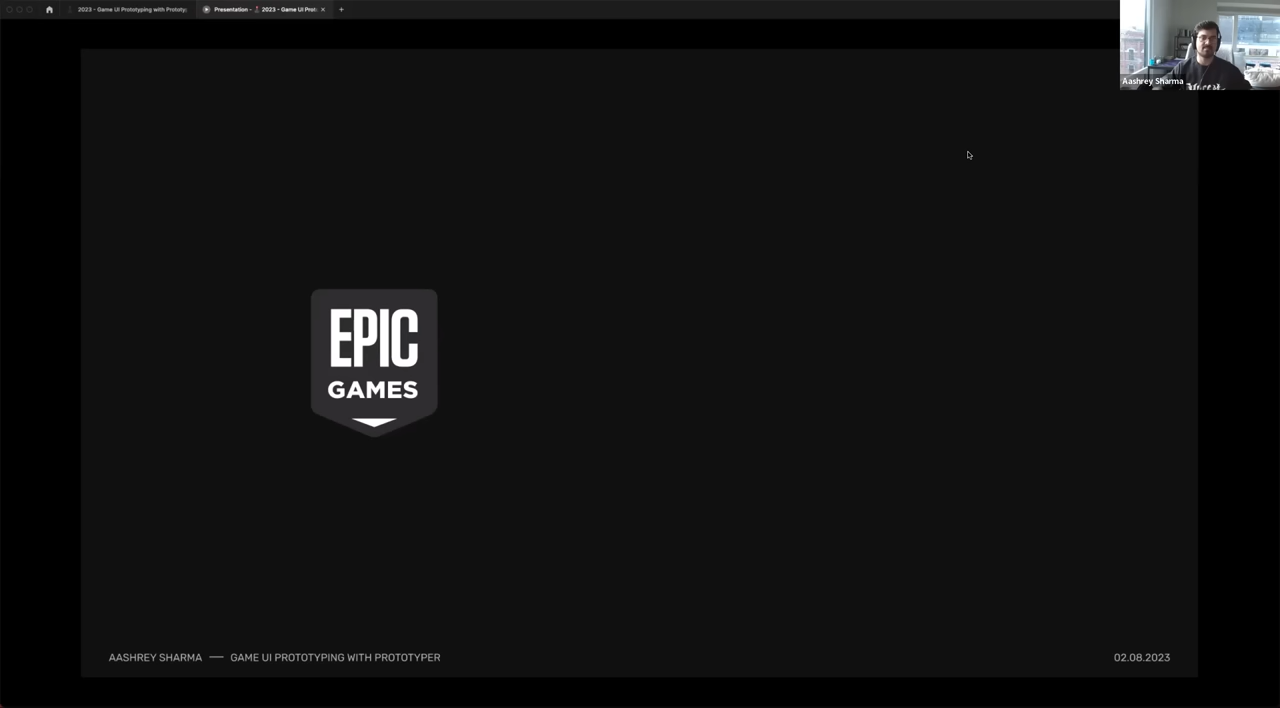 2023 - Game UI Prototyping with Prototy
Presentation - 2023 - Game UI Prot
Aashrey Sharma
EPIC
GAMES
AASHREY SHARMA — GAME UI PROTOTYPING WITH PROTOTYPER
02.08.2023